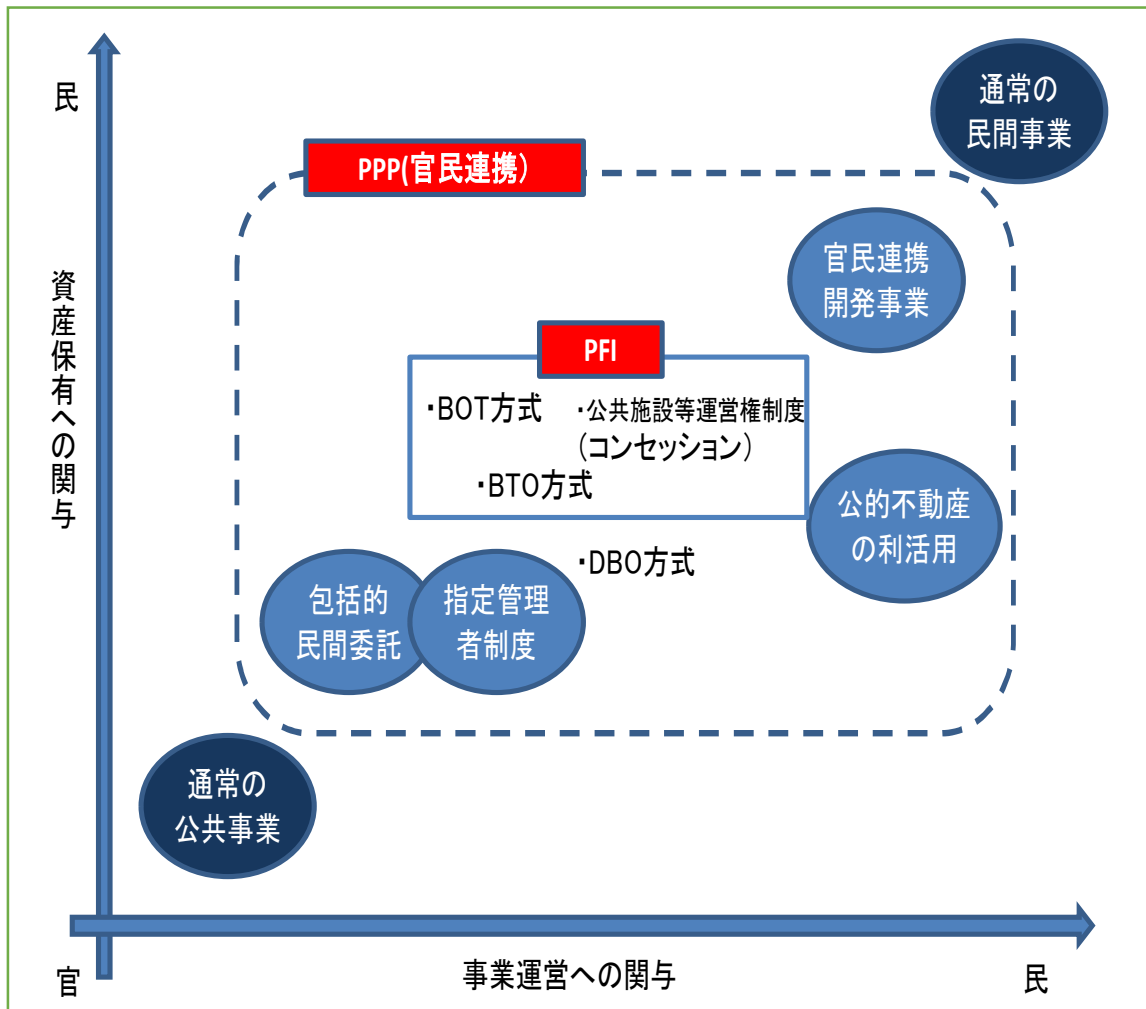 民
通常の
民間事業
PPP(官民連携)
官民連携
開発事業
資産保有への関与
PFI
・BOT方式
・公共施設等運営権制度
(コンセッション)
・BTO方式
公的不動産
の利活用
・DBO方式
包括的
民間委託
指定管理
者制度
通常の
公共事業
官
事業運営への関与
民